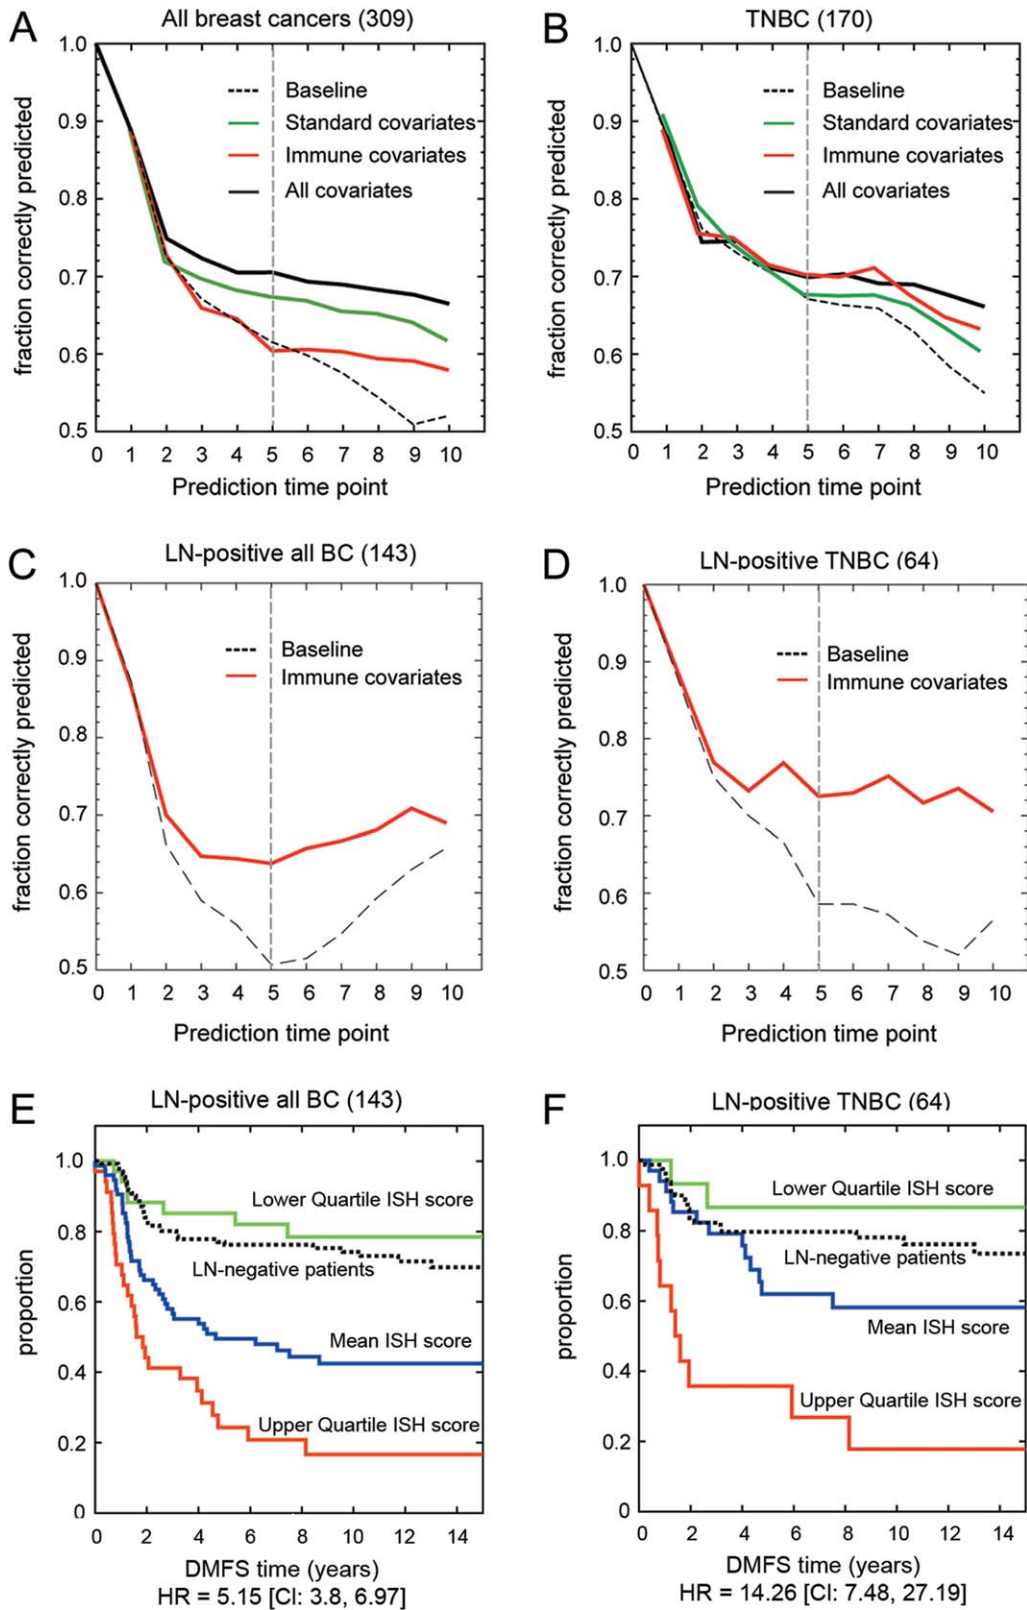 A
All breast cancers (309)
1.0
0.9
0.8
0.7
0.6
0.5
fraction correctly predicted
Baseline
Standard covariates
Immune covariates
All covariates
0 1 2 3 4 5 6 7 8 9 10
Prediction time point
B
TNBC (170)
1.0
0.9
0.8
0.7
0.6
0.5
fraction correctly predicted
Baseline
Standard covariates
Immune covariates
All covariates
0 1 2 3 4 5 6 7 8 9 10
Prediction time point
C
LN-positive all BC (143)
1.0
0.9
0.8
0.7
0.6
0.5
fraction correctly predicted
Baseline
Immune covariates
0 1 2 3 4 5 6 7 8 9 10
Prediction time point
D
LN-positive TNBC (64)
1.0
0.9
0.8
0.7
0.6
0.5
fraction correctly predicted
Baseline
Immune covariates
0 1 2 3 4 5 6 7 8 9 10
Prediction time point
E
LN-positive all BC (143)
1.0
0.8
0.6
0.4
0.2
0
proportion
Lower Quartile ISH score
LN-negative patients
Mean ISH score
Upper Quartile ISH score
0 2 4 6 8 10 12 14
DMFS time (years)
HR = 5.15 [CI: 3.8, 6.97]
F
LN-positive TNBC (64)
1.0
0.8
0.6
0.4
0.2
0
proportion
Lower Quartile ISH score
LN-negative patients
Mean ISH score
Upper Quartile ISH score
0 2 4 6 8 10 12 14
DMFS time (years)
HR = 14.26 [CI: 7.48, 27.19]